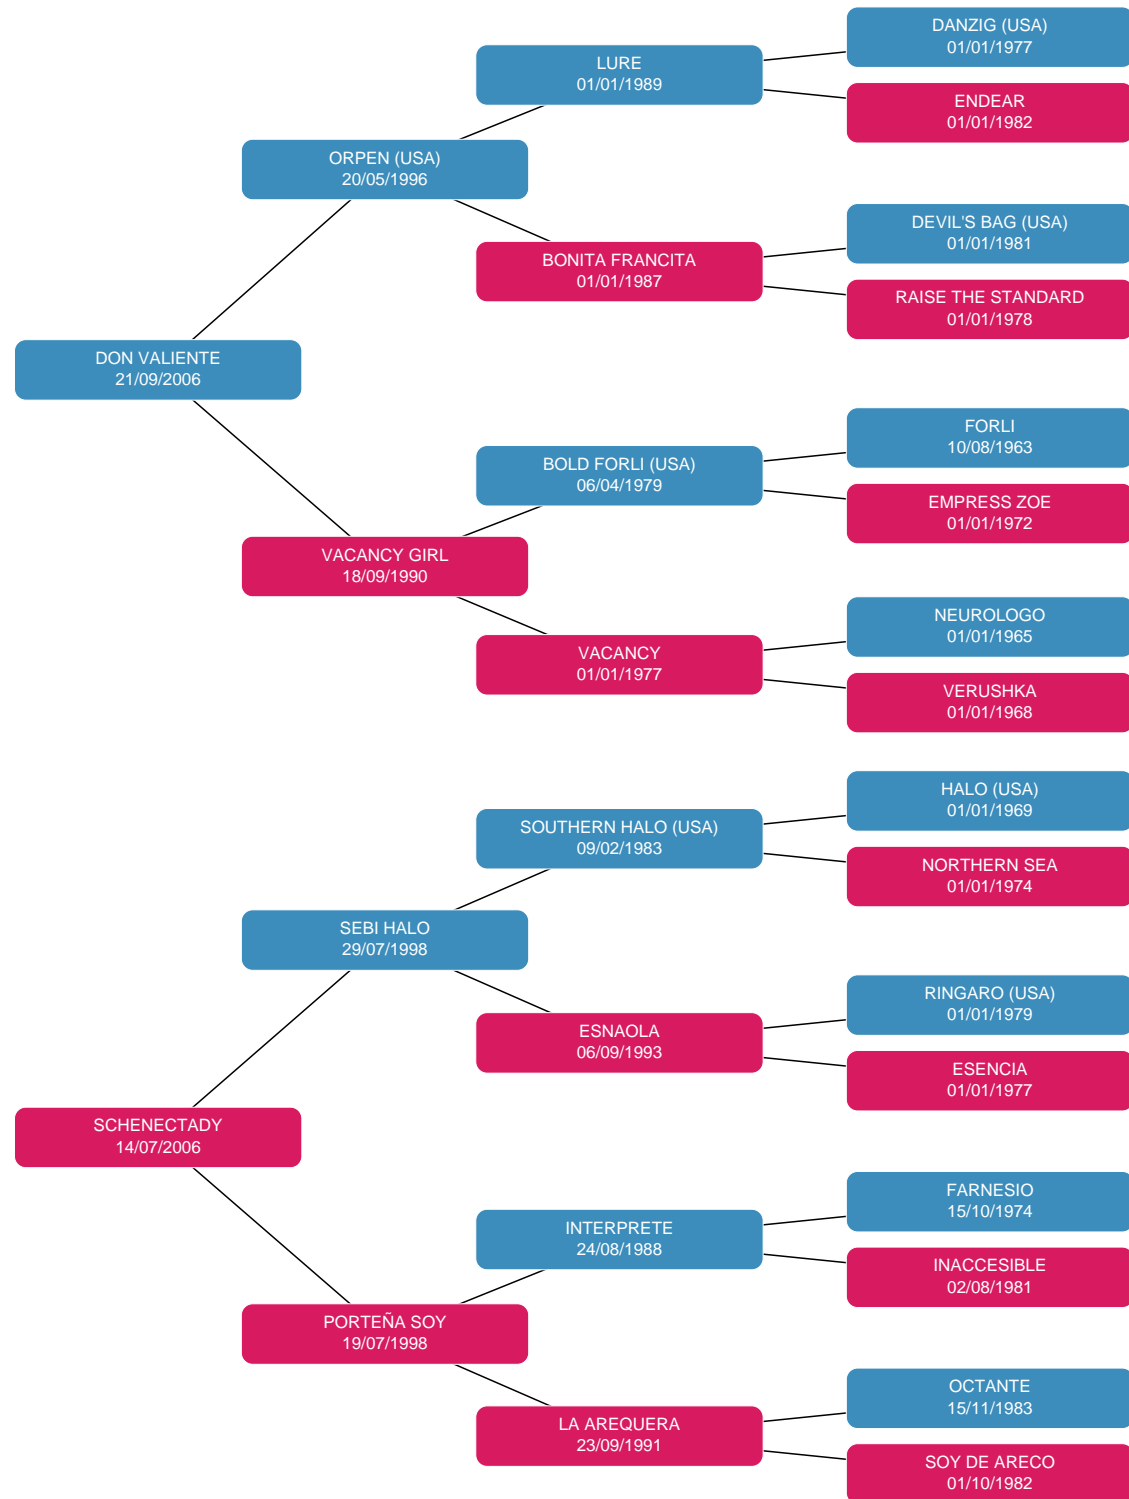 DANZIG (USA)
01/01/1977
LURE
01/01/1989
ENDEAR
01/01/1982
ORPEN (USA)
20/05/1996
DEVIL'S BAG (USA)
01/01/1981
BONITA FRANCITA
01/01/1987
RAISE THE STANDARD
01/01/1978
DON VALIENTE
21/09/2006
FORLI
10/08/1963
BOLD FORLI (USA)
06/04/1979
EMPRESS ZOE
01/01/1972
VACANCY GIRL
18/09/1990
NEUROLOGO
01/01/1965
VACANCY
01/01/1977
VERUSHKA
01/01/1968
HALO (USA)
01/01/1969
SOUTHERN HALO (USA)
09/02/1983
NORTHERN SEA
01/01/1974
SEBI HALO
29/07/1998
RINGARO (USA)
01/01/1979
ESNAOLA
06/09/1993
ESENCIA
01/01/1977
SCHENECTADY
14/07/2006
FARNESIO
15/10/1974
INTERPRETE
24/08/1988
INACCESIBLE
02/08/1981
PORTEÑA SOY
19/07/1998
OCTANTE
15/11/1983
LA AREQUERA
23/09/1991
SOY DE ARECO
01/10/1982